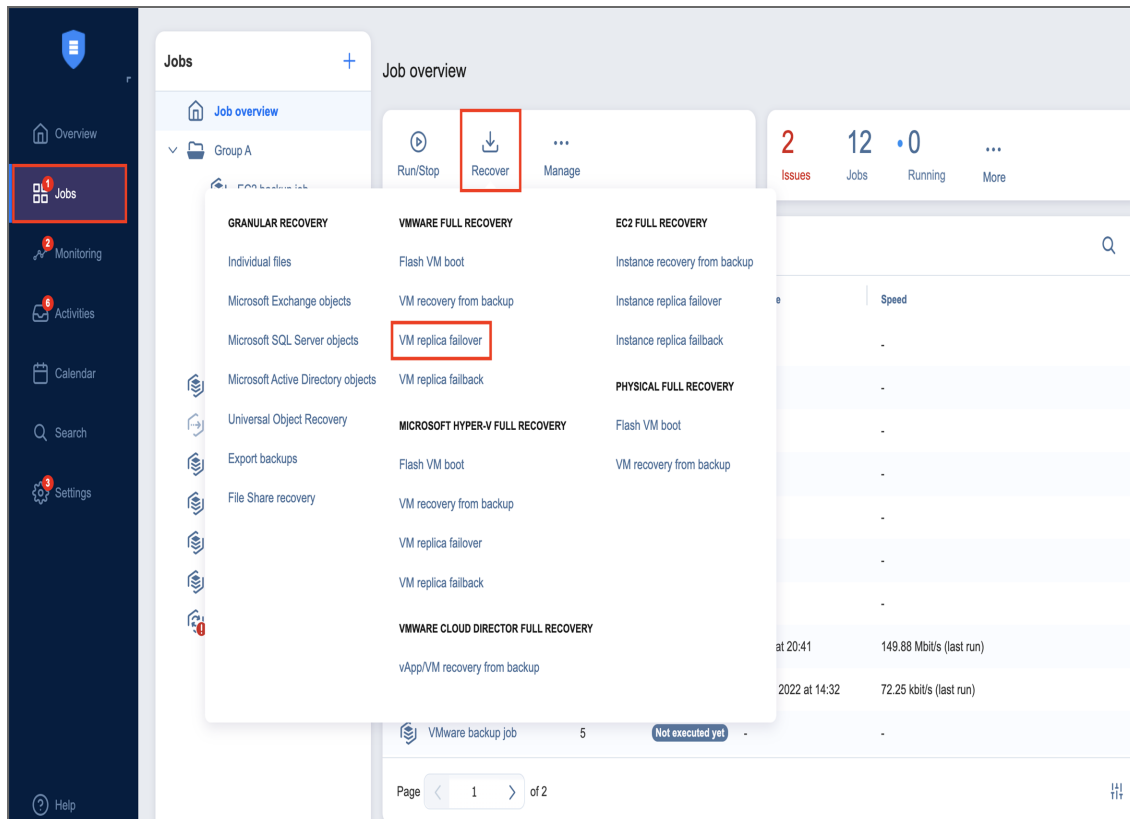 Jobs
Job overview
Job overview
Group A
Overview
1
Jobs
2
Monitoring
6
Activities
Calendar
Search
3
Settings
Help
Run/Stop
Recover
Manage
2
Issues
12
Jobs
0
Running
More
GRANULAR RECOVERY
Individual files
Microsoft Exchange objects
Microsoft SQL Server objects
Microsoft Active Directory objects
Universal Object Recovery
Export backups
File Share recovery
VMWARE FULL RECOVERY
Flash VM boot
VM recovery from backup
VM replica failover
VM replica failback
MICROSOFT HYPER-V FULL RECOVERY
Flash VM boot
VM recovery from backup
VM replica failover
VM replica failback
VMWARE CLOUD DIRECTOR FULL RECOVERY
vApp/VM recovery from backup
EC2 FULL RECOVERY
Instance recovery from backup
Instance replica failover
Instance replica failback
PHYSICAL FULL RECOVERY
Flash VM boot
VM recovery from backup
Speed
-
-
-
-
-
-
-
at 20:41 149.88 Mbit/s (last run)
2022 at 14:32 72.25 kbit/s (last run)
VMware backup job 5 Not executed yet - -
Page 1 of 2